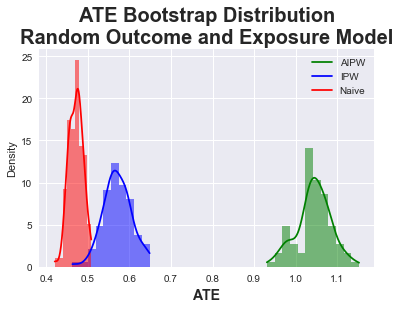 ATE Bootstrap Distribution
Random Outcome and Exposure Model
25
20
15
10
5
0
Density
AIPW
IPW
Naive
0.4 0.5 0.6 0.7 0.8 0.9 1.0 1.1
ATE